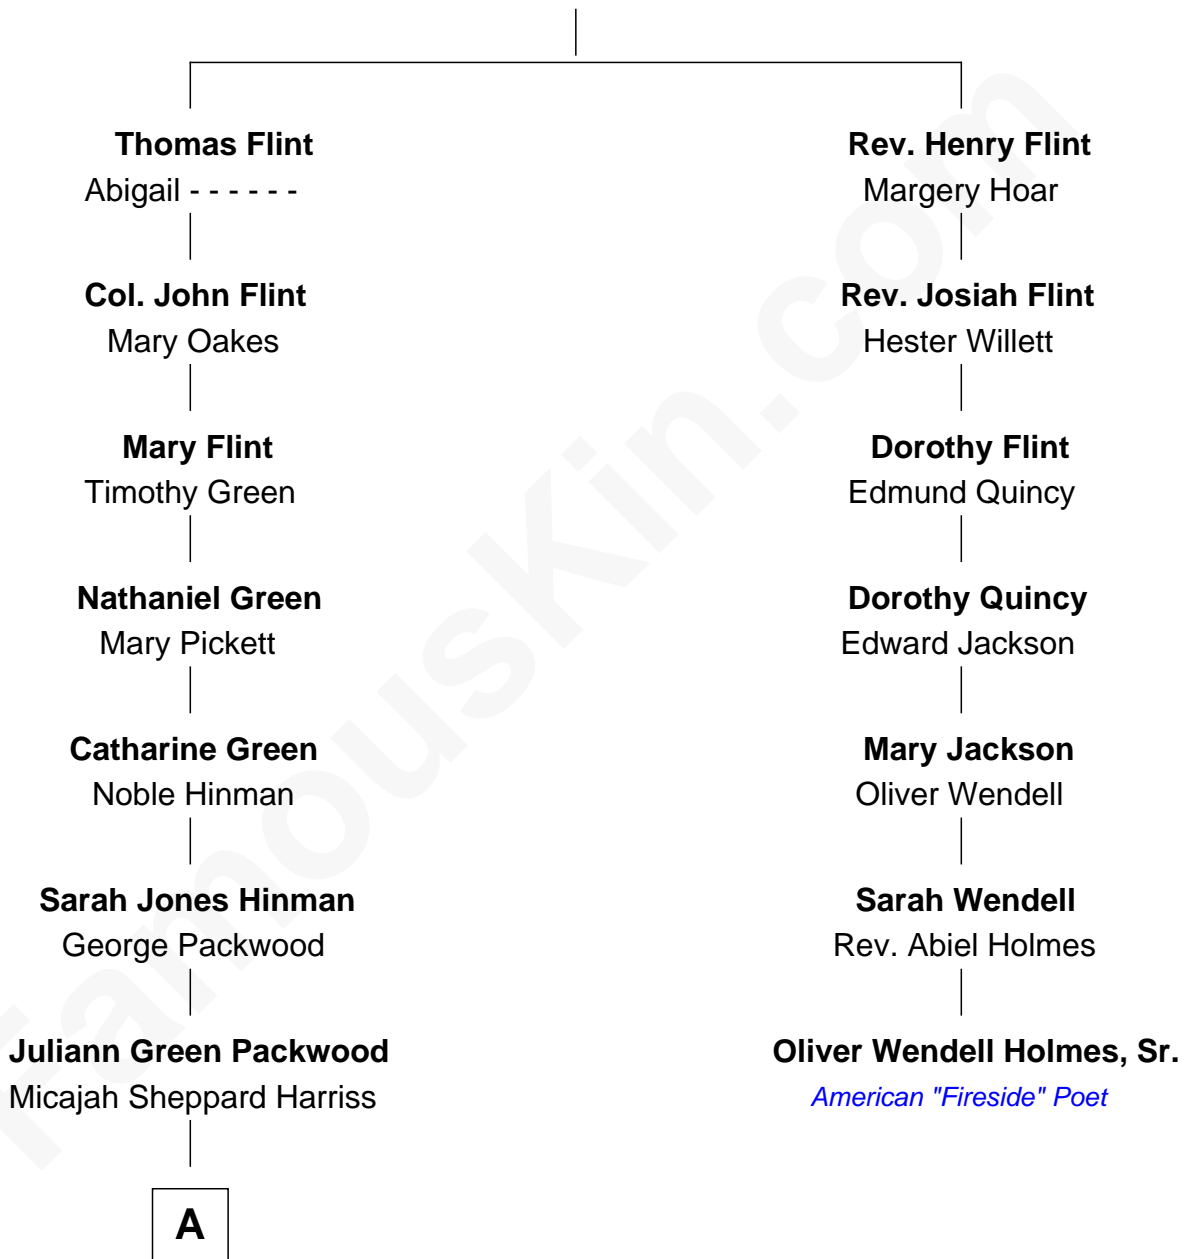 Thomas Flint
Abigail - - - - - -
Rev. Henry Flint
Margery Hoar
Col. John Flint
Mary Oakes
Rev. Josiah Flint
Hester Willett
Mary Flint
Timothy Green
Dorothy Flint
Edmund Quincy
Nathaniel Green
Mary Pickett
Dorothy Quincy
Edward Jackson
Catharine Green
Noble Hinman
Mary Jackson
Oliver Wendell
Sarah Jones Hinman
George Packwood
Sarah Wendell
Rev. Abiel Holmes
Juliann Green Packwood
Micajah Sheppard Harriss
Oliver Wendell Holmes, Sr.
American "Fireside" Poet
A
FamousKin.com